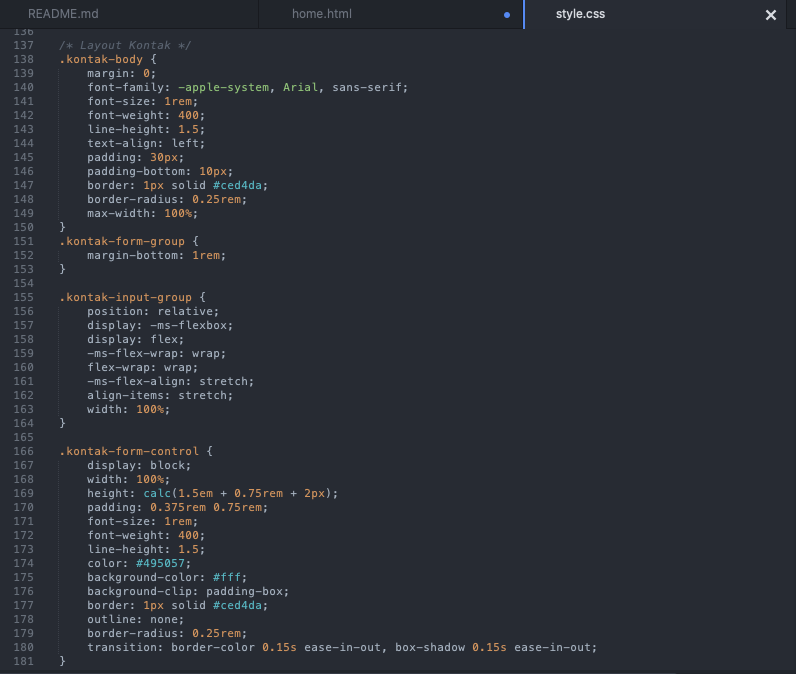 README.md
home.html
style.css
136
137 /* Layout Kontak */
138 .kontak-body {
139     margin: 0;
140     font-family: -apple-system, Arial, sans-serif;
141     font-size: 1rem;
142     font-weight: 400;
143     line-height: 1.5;
144     text-align: left;
145     padding: 30px;
146     padding-bottom: 10px;
147     border: 1px solid #ced4da;
148     border-radius: 0.25rem;
149     max-width: 100%;
150 }
151 .kontak-form-group {
152     margin-bottom: 1rem;
153 }
154
155 .kontak-input-group {
156     position: relative;
157     display: -ms-flexbox;
158     display: flex;
159     -ms-flex-wrap: wrap;
160     flex-wrap: wrap;
161     -ms-flex-align: stretch;
162     align-items: stretch;
163     width: 100%;
164 }
165
166 .kontak-form-control {
167     display: block;
168     width: 100%;
169     height: calc(1.5em + 0.75rem + 2px);
170     padding: 0.375rem 0.75rem;
171     font-size: 1rem;
172     font-weight: 400;
173     line-height: 1.5;
174     color: #495057;
175     background-color: #fff;
176     background-clip: padding-box;
177     border: 1px solid #ced4da;
178     outline: none;
179     border-radius: 0.25rem;
180     transition: border-color 0.15s ease-in-out, box-shadow 0.15s ease-in-out;
181 }